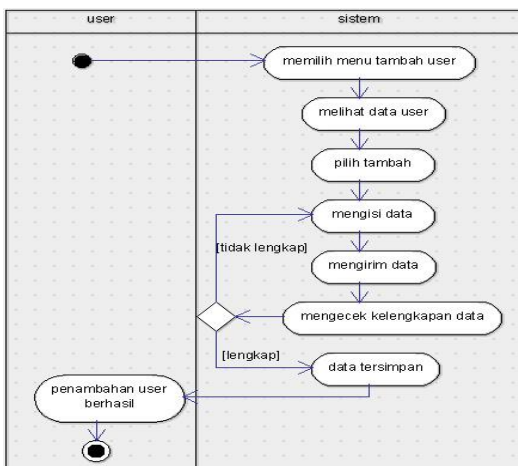 user
sistem
memilih menu tambah user
melihat data user
pilih tambah
mengisi data
[tidak lengkap]
mengirim data
mengecek kelengkapan data
[lengkap]
data tersimpan
penambahan user
berhasil